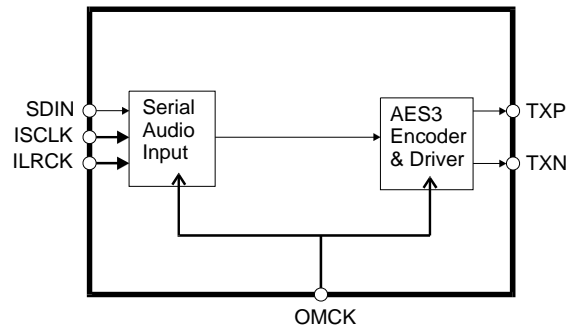 SDIN
ISCLK
ILRCK
Serial
Audio
Input
AES3
Encoder
& Driver
TXP
TXN
OMCK